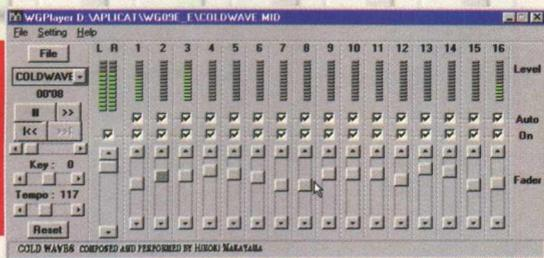 WGPlayer D:\APLICAT\WG09E_E\COLDWAVE MID
File Setting Help
File
COLDWAVE
00'08
Key: 0
Tempo: 117
Reset
L R 1 2 3 4 5 6 7 8 9 10 11 12 13 14 15 16
Level
Auto
On
Fader
COLD WAVES COMPOSED AND PERFORMED BY HIROKI NAKAYAMA